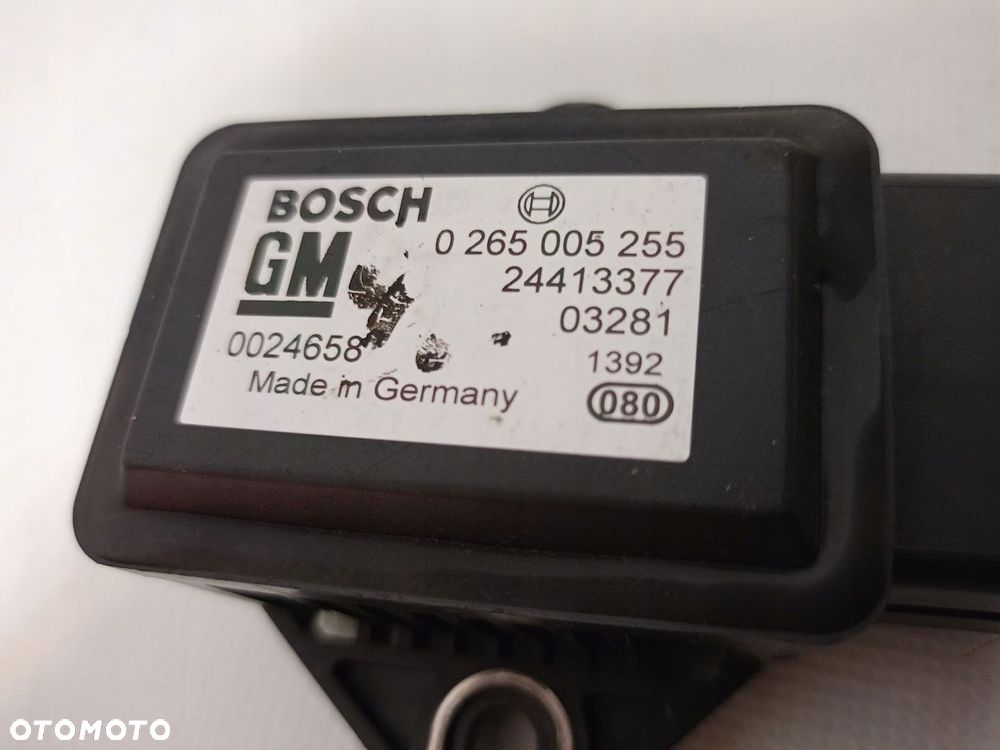 BOSCH
0 265 005 255
GM
24413377
03281
0024658
1392
Made in Germany
080
OTOMOTO